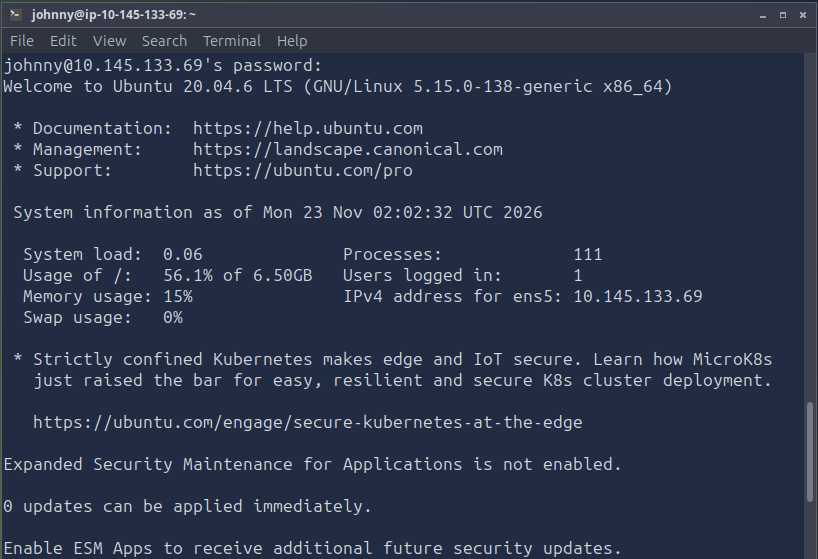 johnny@ip-10-145-133-69: ~
File Edit View Search Terminal Help
johnny@10.145.133.69's password:
Welcome to Ubuntu 20.04.6 LTS (GNU/Linux 5.15.0-138-generic x86_64)
* Documentation: https://help.ubuntu.com
* Management: https://landscape.canonical.com
* Support: https://ubuntu.com/pro
System information as of Mon 23 Nov 02:02:32 UTC 2026
System load: 0.06 Processes: 111
Usage of /: 56.1% of 6.50GB Users logged in: 1
Memory usage: 15% IPv4 address for ens5: 10.145.133.69
Swap usage: 0%
* Strictly confined Kubernetes makes edge and IoT secure. Learn how MicroK8s
just raised the bar for easy, resilient and secure K8s cluster deployment.
https://ubuntu.com/engage/secure-kubernetes-at-the-edge
Expanded Security Maintenance for Applications is not enabled.
0 updates can be applied immediately.
Enable ESM Apps to receive additional future security updates.